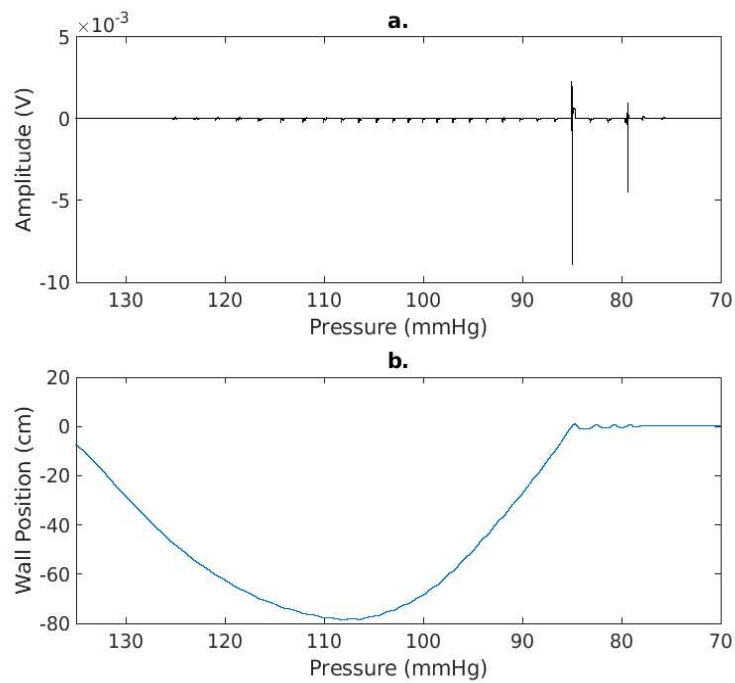 a.
5 ×10-3
0
-5
-10
Amplitude (V)
130 120 110 100 90 80 70
Pressure (mmHg)
b.
20
0
-20
-40
-60
-80
Wall Position (cm)
130 120 110 100 90 80 70
Pressure (mmHg)